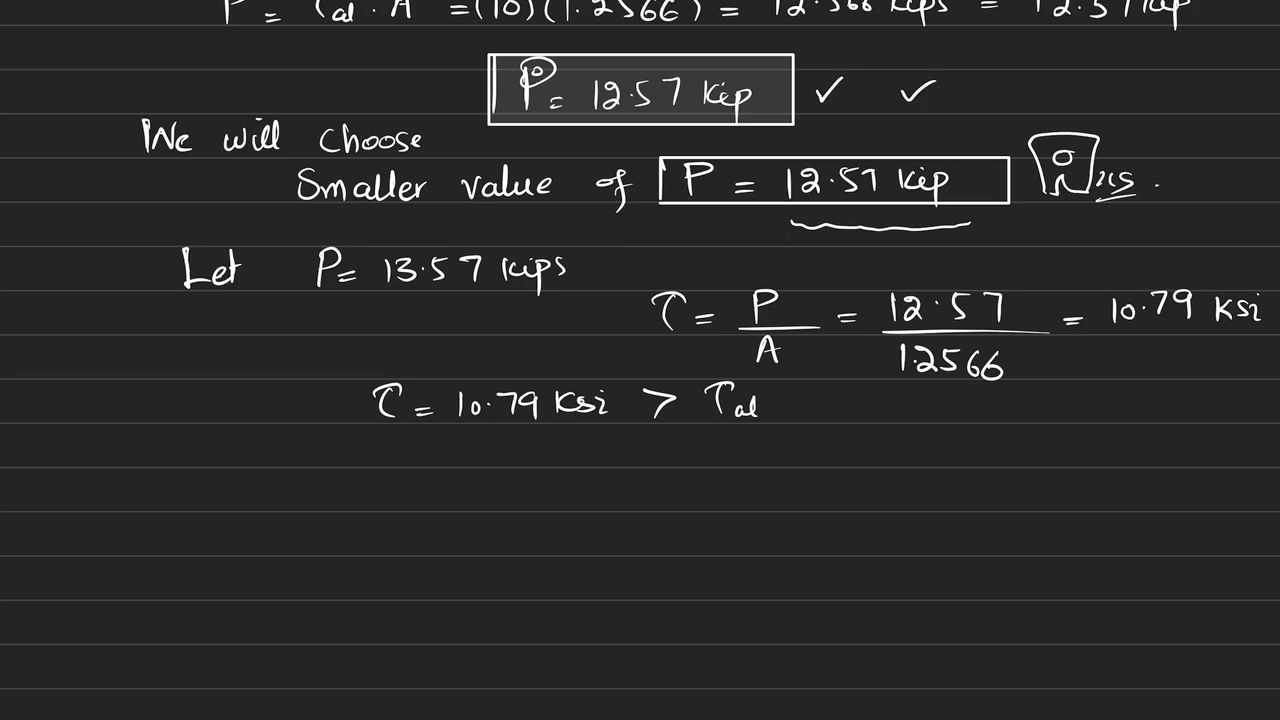 P = τal · A = (10)(1.2566) = 12.566 kips = 12.57 kip
P = 12.57 Kip ✓ ✓
We will choose
Smaller value of P = 12.57 Kip
Let P = 13.57 Kips
τ = P/A = 12.57/1.2566 = 10.79 Ksi
τ = 10.79 Ksi > τal